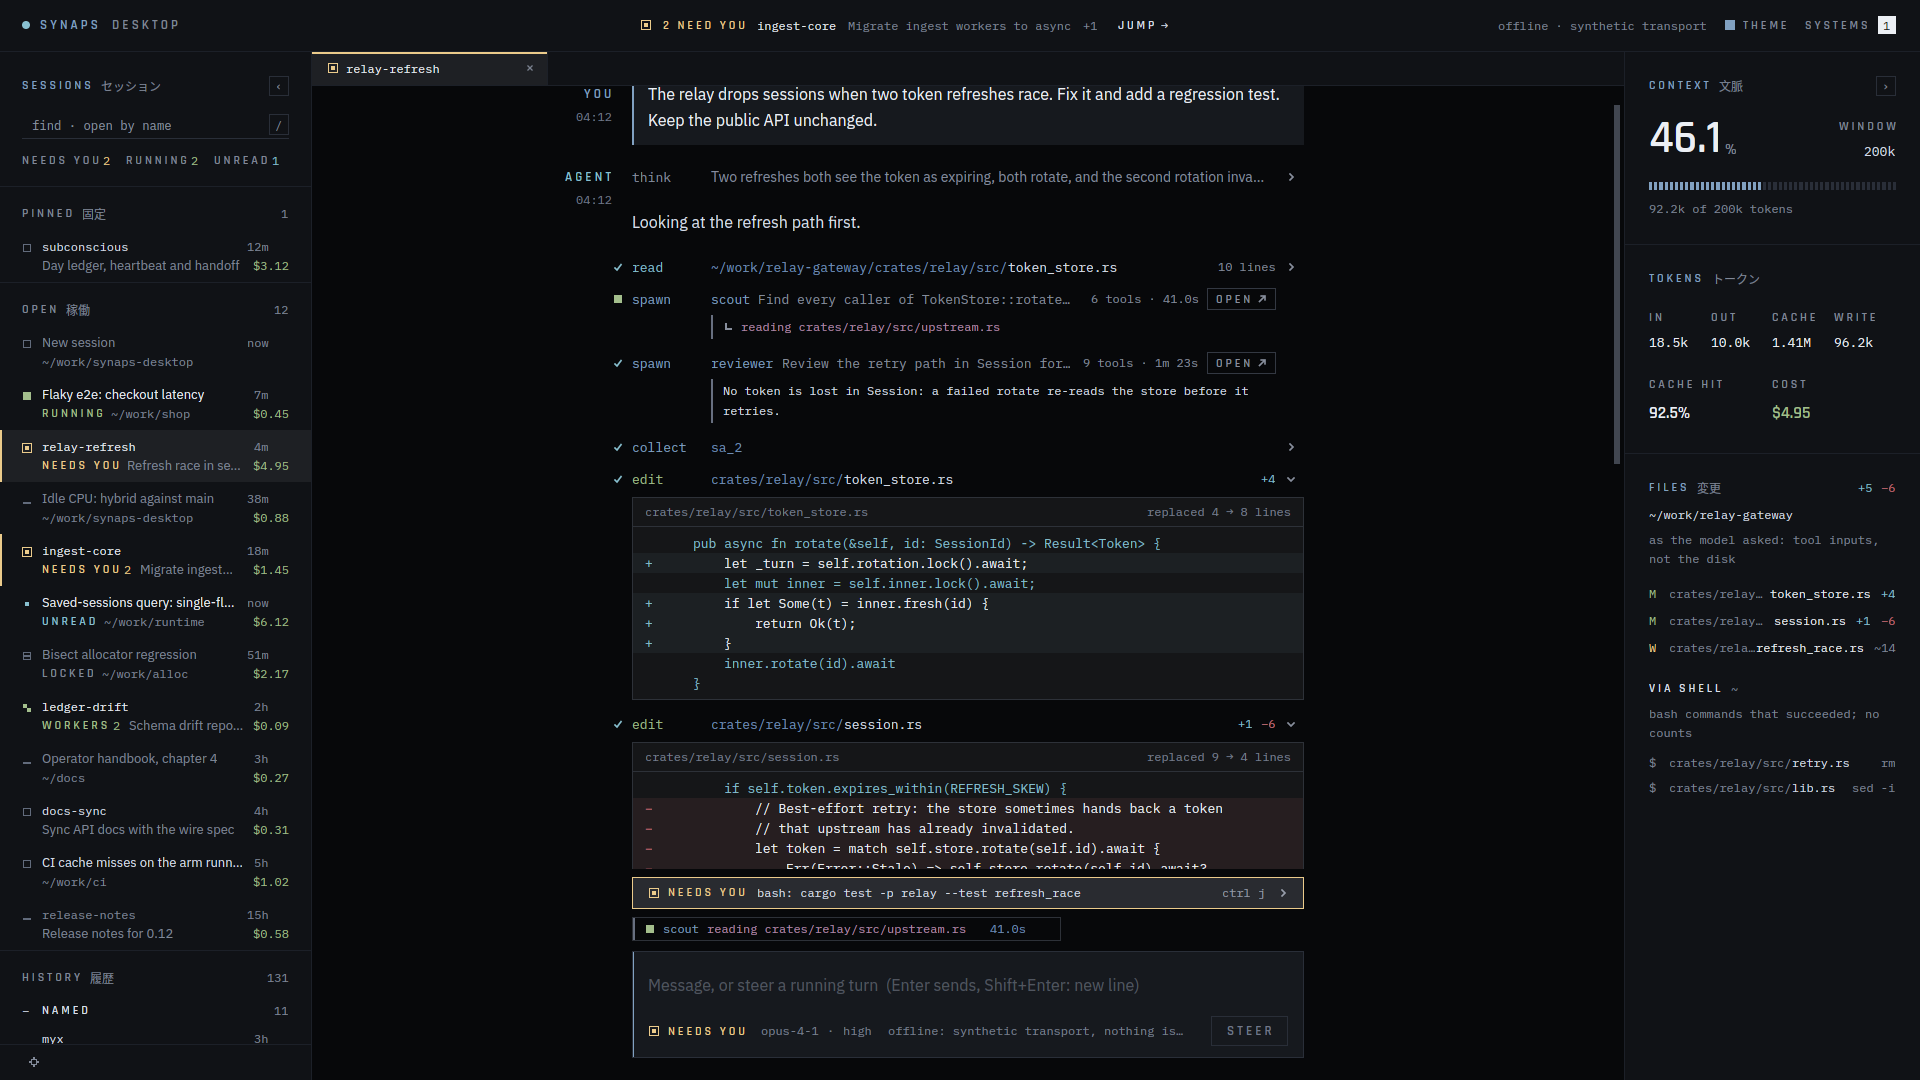 SYNAPS DESKTOP
2 NEED YOU ingest-core Migrate ingest workers to async +1 JUMP →
offline · synthetic transport THEME SYSTEMS 1
SESSIONS セッション ‹
find · open by name /
NEEDS YOU 2 RUNNING 2 UNREAD 1
PINNED 固定 1
subconscious 12m
Day ledger, heartbeat and handoff $3.12
OPEN 稼働 12
New session now
~/work/synaps-desktop
Flaky e2e: checkout latency 7m
RUNNING ~/work/shop $0.45
relay-refresh 4m
NEEDS YOU Refresh race in se… $4.95
Idle CPU: hybrid against main 38m
~/work/synaps-desktop $0.88
ingest-core 18m
NEEDS YOU 2 Migrate ingest… $1.45
Saved-sessions query: single-fl… now
UNREAD ~/work/runtime $6.12
Bisect allocator regression 51m
LOCKED ~/work/alloc $2.17
ledger-drift 2h
WORKERS 2 Schema drift repo… $0.09
Operator handbook, chapter 4 3h
~/docs $0.27
docs-sync 4h
Sync API docs with the wire spec $0.31
CI cache misses on the arm runn… 5h
~/work/ci $1.02
release-notes 15h
Release notes for 0.12 $0.58
HISTORY 履歴 131
– NAMED 11
myx 3h
relay-refresh ×
YOU The relay drops sessions when two token refreshes race. Fix it and add a regression test.
04:12 Keep the public API unchanged.
AGENT think Two refreshes both see the token as expiring, both rotate, and the second rotation inva… ›
04:12
Looking at the refresh path first.
✓ read ~/work/relay-gateway/crates/relay/src/token_store.rs 10 lines ›
spawn scout Find every caller of TokenStore::rotate… 6 tools · 41.0s OPEN ↗
reading crates/relay/src/upstream.rs
✓ spawn reviewer Review the retry path in Session for… 9 tools · 1m 23s OPEN ↗
No token is lost in Session: a failed rotate re-reads the store before it
retries.
✓ collect sa_2 ›
✓ edit crates/relay/src/token_store.rs +4
crates/relay/src/token_store.rs replaced 4 → 8 lines
pub async fn rotate(&self, id: SessionId) -> Result<Token> {
+ let _turn = self.rotation.lock().await;
let mut inner = self.inner.lock().await;
+ if let Some(t) = inner.fresh(id) {
+ return Ok(t);
+ }
inner.rotate(id).await
}
✓ edit crates/relay/src/session.rs +1 −6
crates/relay/src/session.rs replaced 9 → 4 lines
if self.token.expires_within(REFRESH_SKEW) {
− // Best-effort retry: the store sometimes hands back a token
− // that upstream has already invalidated.
− let token = match self.store.rotate(self.id).await {
− Err(Error::Stale) => self.store.rotate(self.id).await?
NEEDS YOU bash: cargo test -p relay --test refresh_race ctrl j ›
scout reading crates/relay/src/upstream.rs 41.0s
Message, or steer a running turn (Enter sends, Shift+Enter: new line)
NEEDS YOU opus-4-1 · high offline: synthetic transport, nothing is… STEER
CONTEXT 文脈 ›
46.1% WINDOW
200k
92.2k of 200k tokens
TOKENS トークン
IN OUT CACHE WRITE
18.5k 10.0k 1.41M 96.2k
CACHE HIT COST
92.5% $4.95
FILES 変更 +5 −6
~/work/relay-gateway
as the model asked: tool inputs,
not the disk
M crates/relay… token_store.rs +4
M crates/relay… session.rs +1 −6
W crates/rela…refresh_race.rs ~14
VIA SHELL ~
bash commands that succeeded; no
counts
$ crates/relay/src/retry.rs rm
$ crates/relay/src/lib.rs sed -i